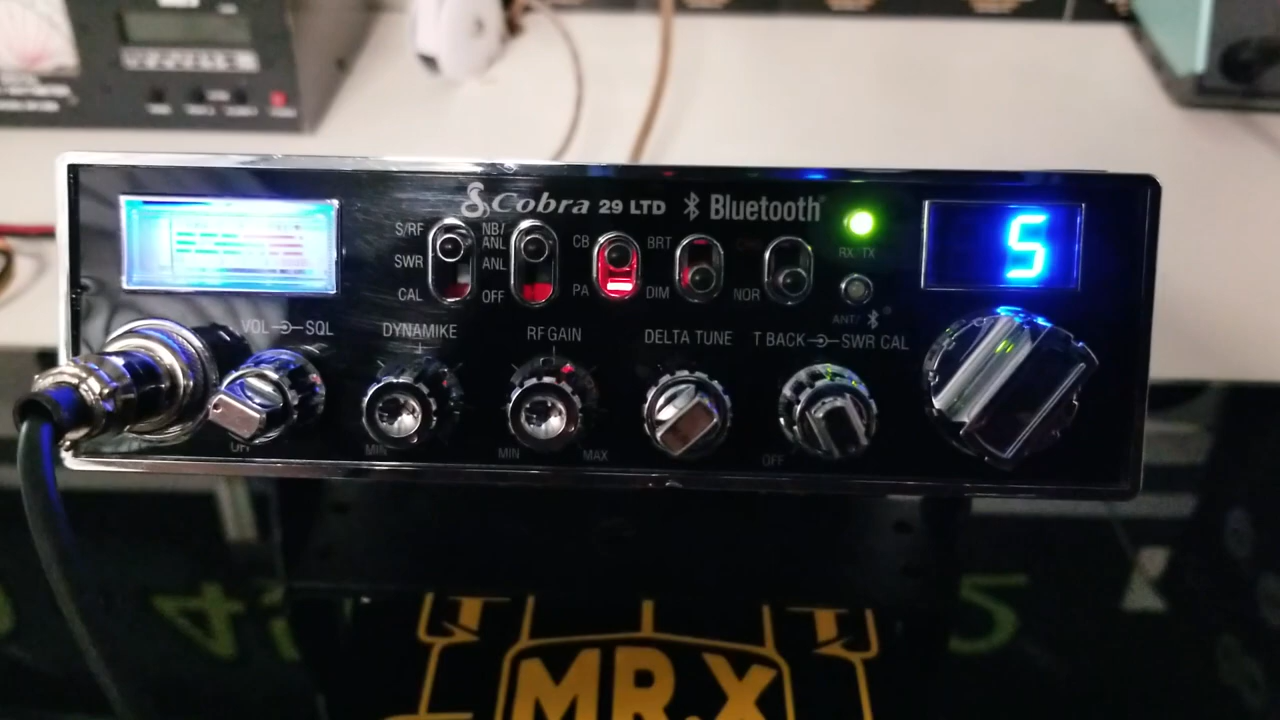 Cobra 29 LTD Bluetooth®
S/RF
SWR
CAL
NB/
ANL
ANL
OFF
CB
PA
BRT
DIM
NOR
RX/TX
ANT/
5
VOL SQL
OFF
DYNAMIKE
MIN
RF GAIN
MIN MAX
DELTA TUNE
T BACK SWR CAL
OFF
MR.X